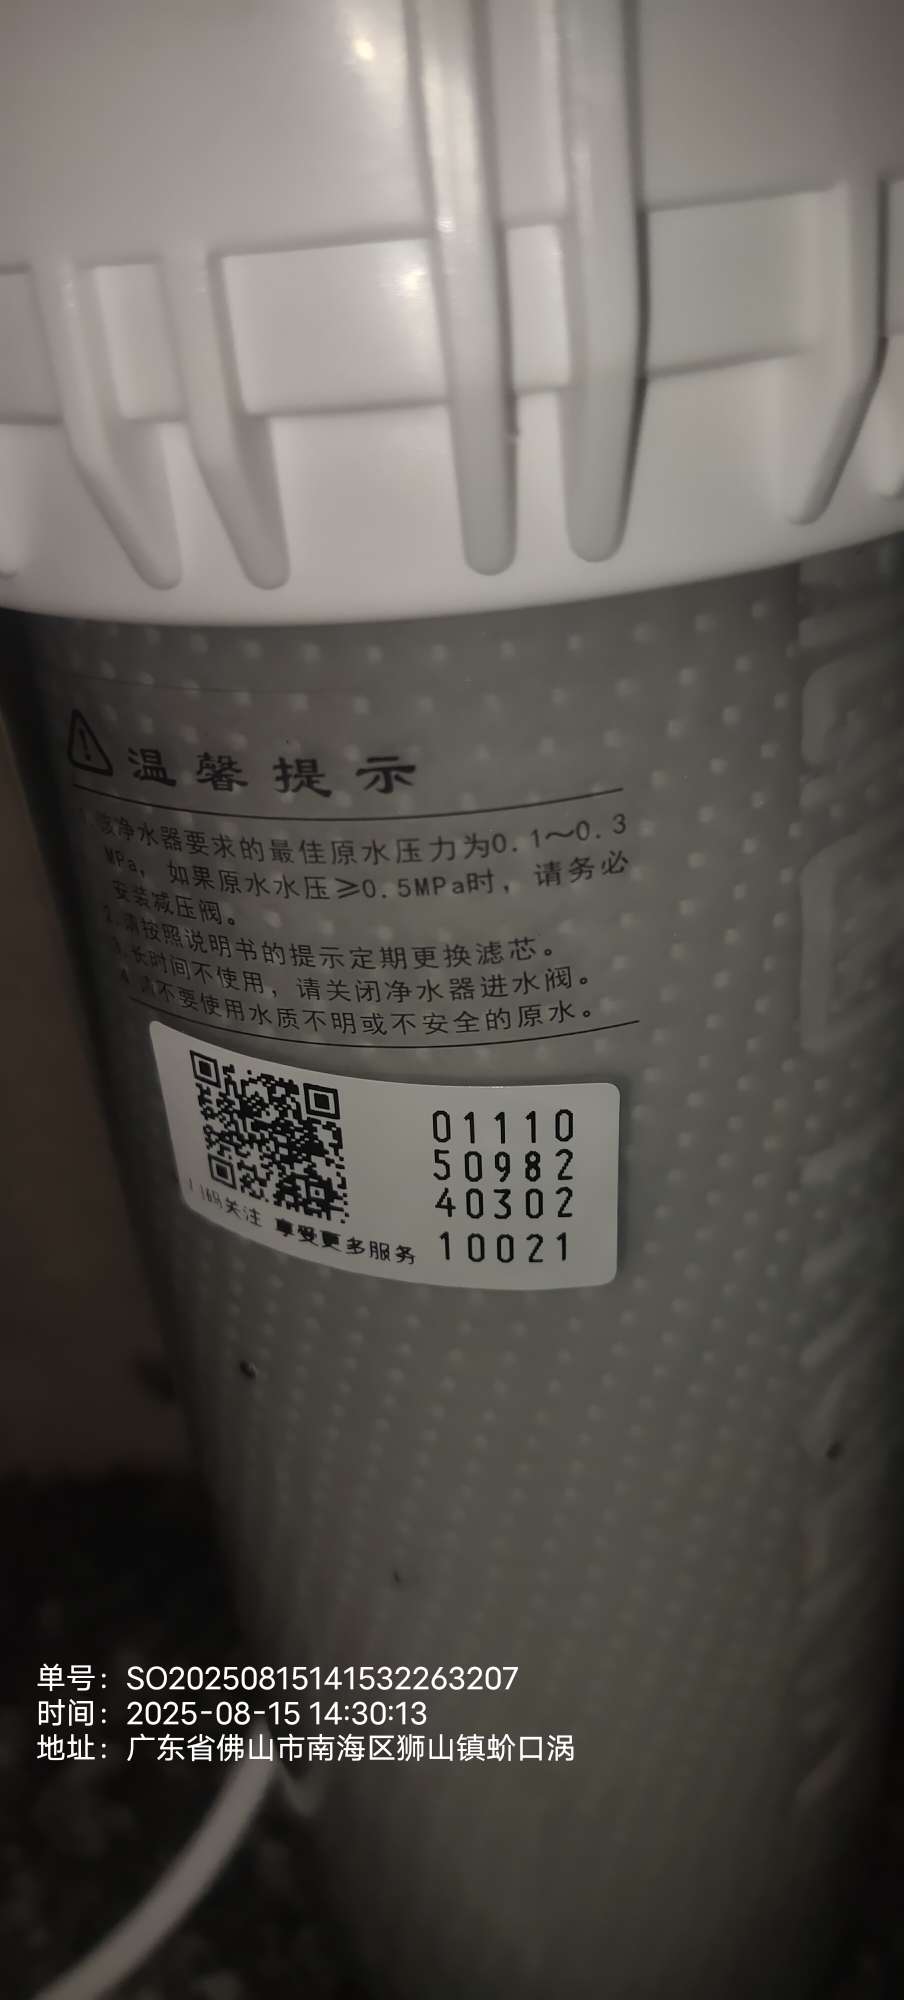 温馨提示
1.该净水器要求的最佳原水压力为0.1~0.3
MPa，如果原水水压≥0.5MPa时，请务必
安装减压阀。
2.请按照说明书的提示定期更换滤芯。
3.长时间不使用，请关闭净水器进水阀。
4.请不要使用水质不明或不安全的原水。
01110
50982
40302
10021
扫码关注 享受更多服务
单号：SO20250815141532263207
时间：2025-08-15 14:30:13
地址：广东省佛山市南海区狮山镇蚧口涡